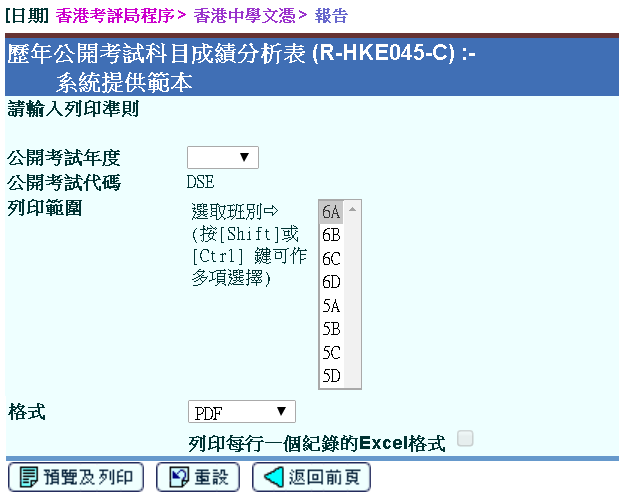 [日期] 香港考評局程序> 香港中學文憑> 報告
歷年公開考試科目成績分析表 (R-HKE045-C) :-
系統提供範本
請輸入列印準則
公開考試年度
公開考試代碼 DSE
列印範圍
選取班別⇨
(按[Shift]或
[Ctrl] 鍵可作
多項選擇)
6A
6B
6C
6D
5A
5B
5C
5D
格式 PDF
列印每行一個紀錄的Excel格式
預覽及列印 重設 返回前頁